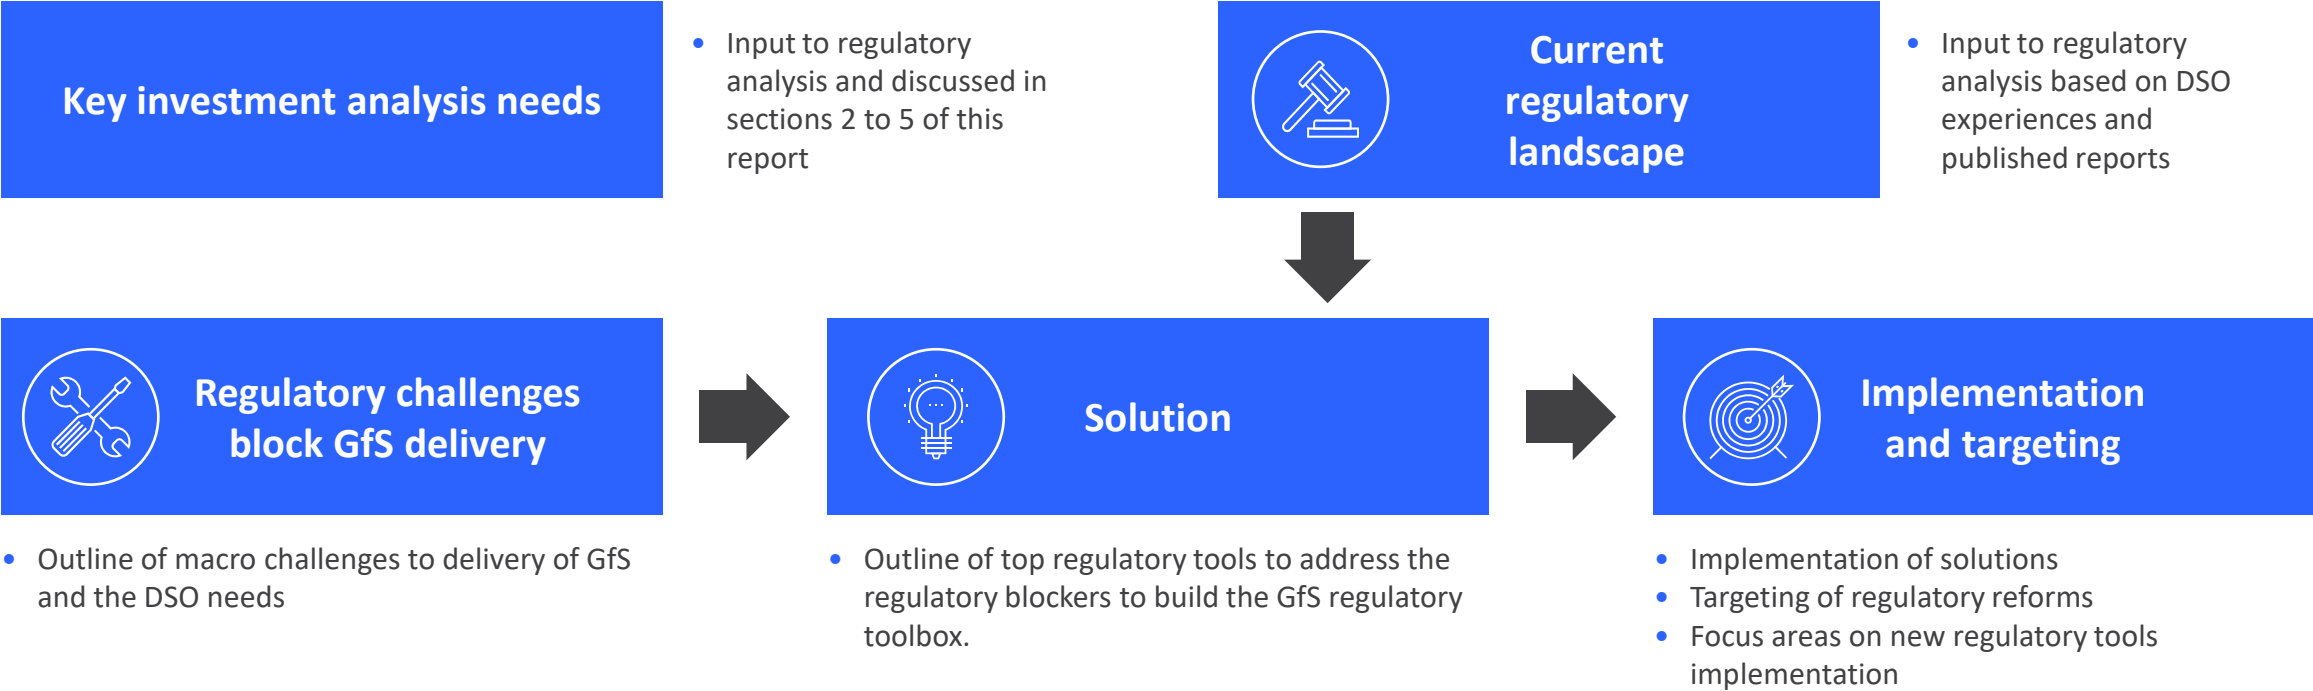 Key investment analysis needs
• Input to regulatory
analysis and discussed in
sections 2 to 5 of this
report
Current
regulatory
landscape
• Input to regulatory
analysis based on DSO
experiences and
published reports
Regulatory challenges
block GfS delivery
• Outline of macro challenges to delivery of GfS
and the DSO needs
Solution
• Outline of top regulatory tools to address the
regulatory blockers to build the GfS regulatory
toolbox.
Implementation
and targeting
• Implementation of solutions
• Targeting of regulatory reforms
• Focus areas on new regulatory tools
implementation